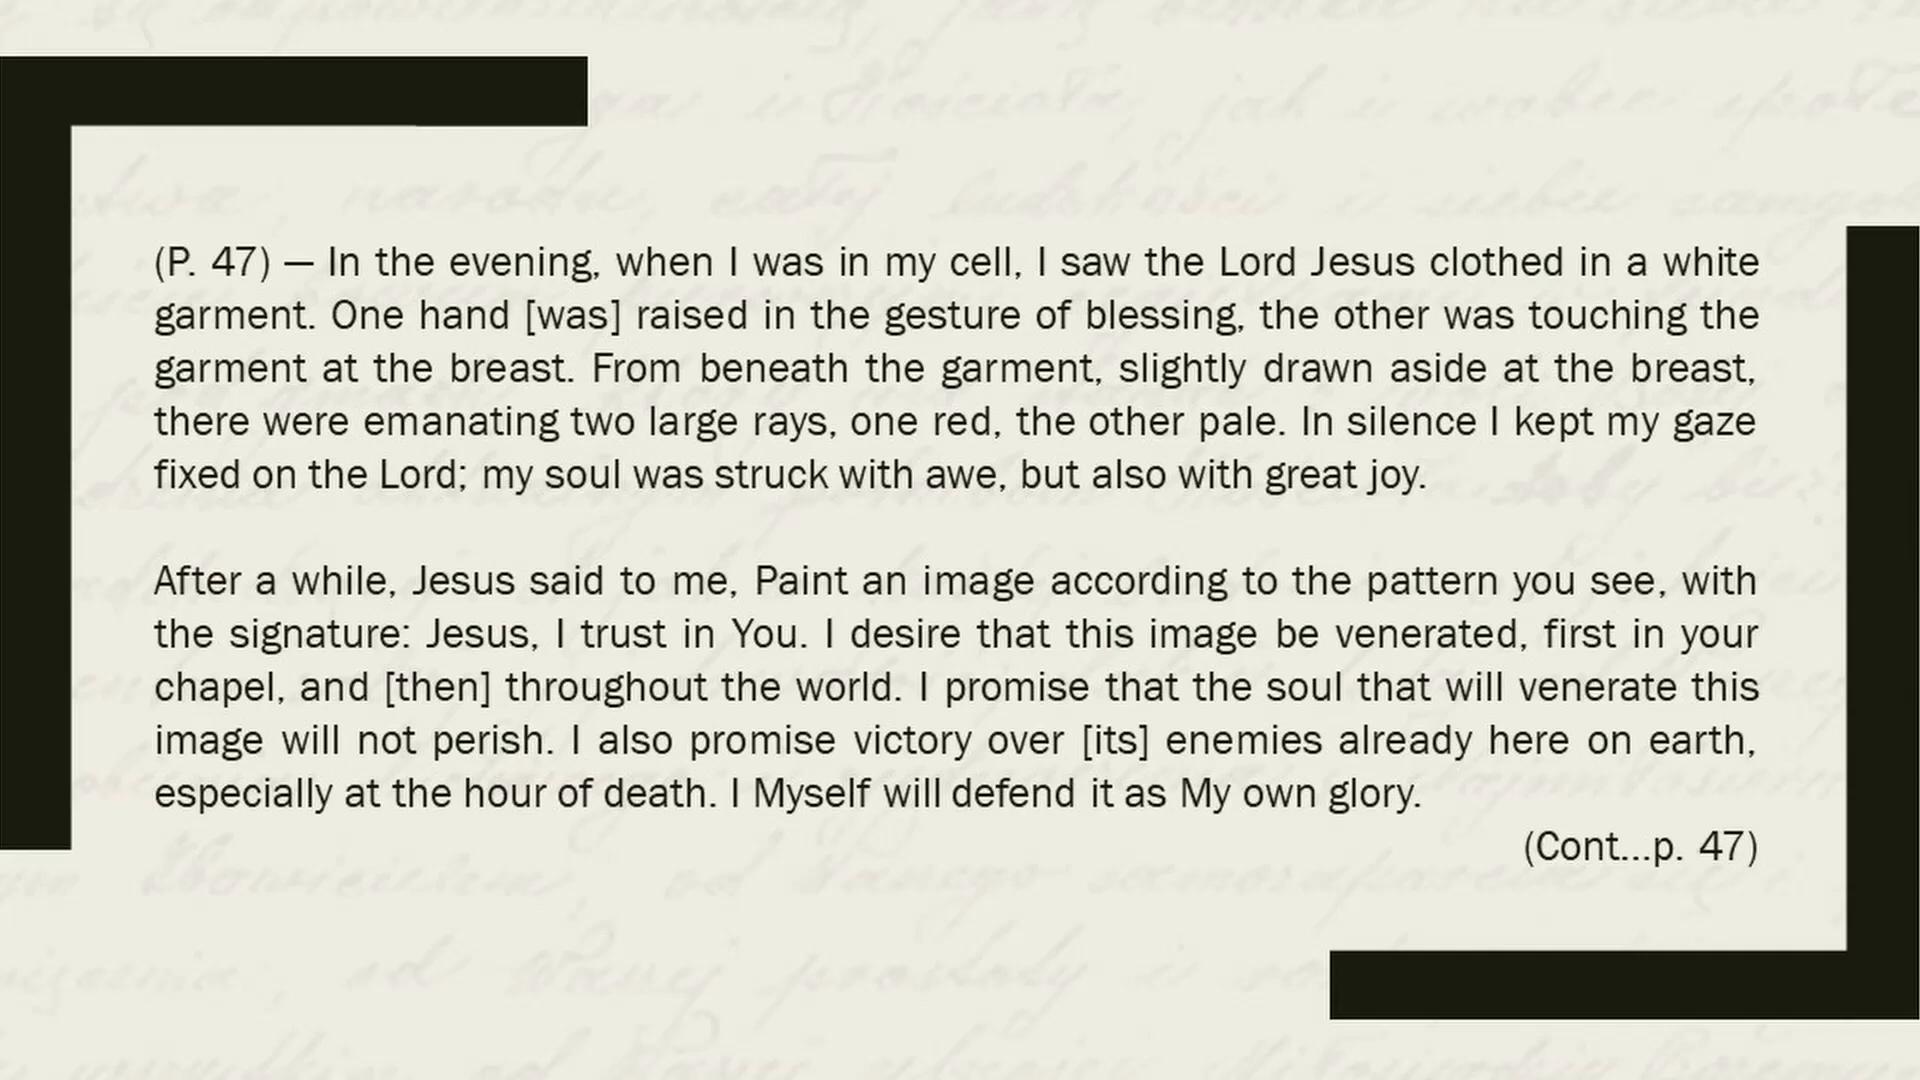 (P. 47) — In the evening, when I was in my cell, I saw the Lord Jesus clothed in a white
garment. One hand [was] raised in the gesture of blessing, the other was touching the
garment at the breast. From beneath the garment, slightly drawn aside at the breast,
there were emanating two large rays, one red, the other pale. In silence I kept my gaze
fixed on the Lord; my soul was struck with awe, but also with great joy.
After a while, Jesus said to me, Paint an image according to the pattern you see, with
the signature: Jesus, I trust in You. I desire that this image be venerated, first in your
chapel, and [then] throughout the world. I promise that the soul that will venerate this
image will not perish. I also promise victory over [its] enemies already here on earth,
especially at the hour of death. I Myself will defend it as My own glory.
(Cont...p. 47)